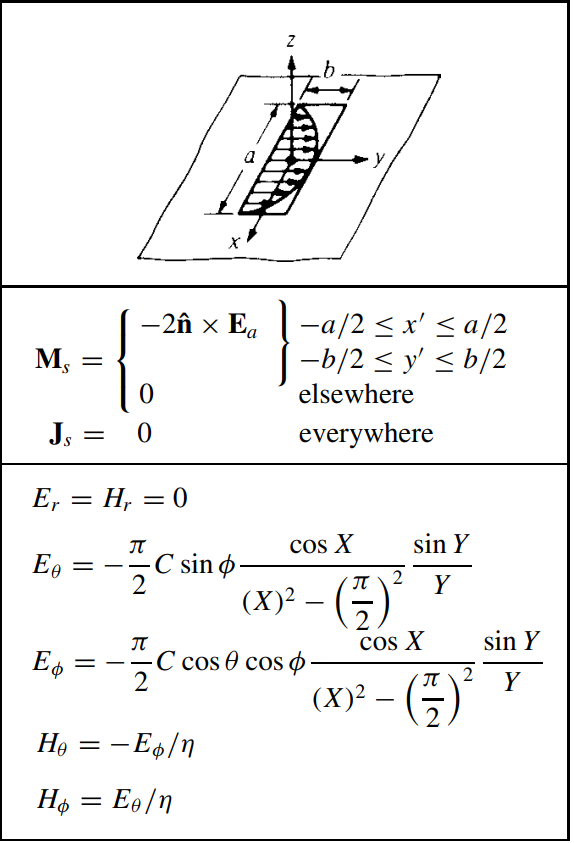 z
b
a
y
x
M_s = { −2n̂ × E_a } −a/2 ≤ x′ ≤ a/2
−b/2 ≤ y′ ≤ b/2
0 elsewhere
J_s = 0 everywhere
E_r = H_r = 0
E_θ = −π/2 C sin ϕ cos X / ((X)² − (π/2)²) sin Y / Y
E_ϕ = −π/2 C cos θ cos ϕ cos X / ((X)² − (π/2)²) sin Y / Y
H_θ = −E_ϕ/η
H_ϕ = E_θ/η